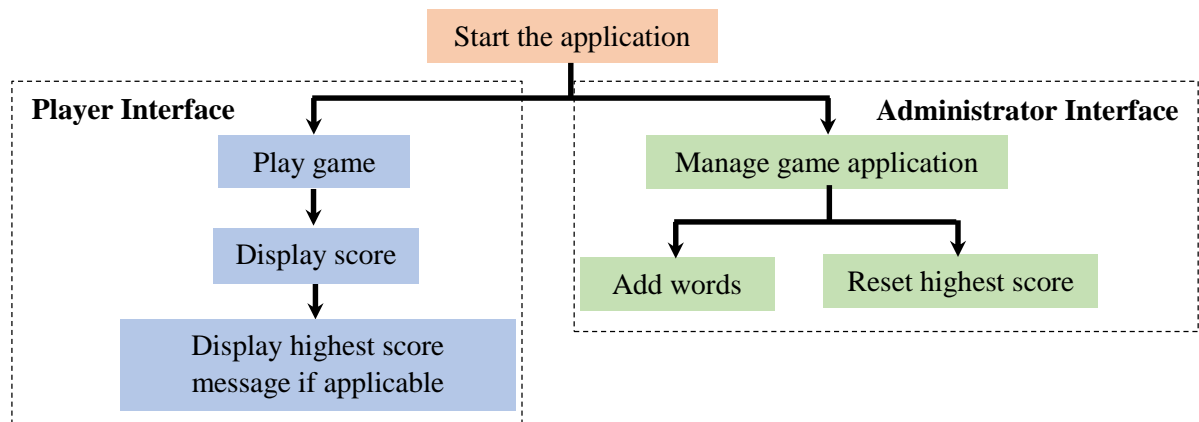 Start the application
Player Interface
Administrator Interface
Play game
Manage game application
Display score
Add words
Reset highest score
Display highest score
message if applicable